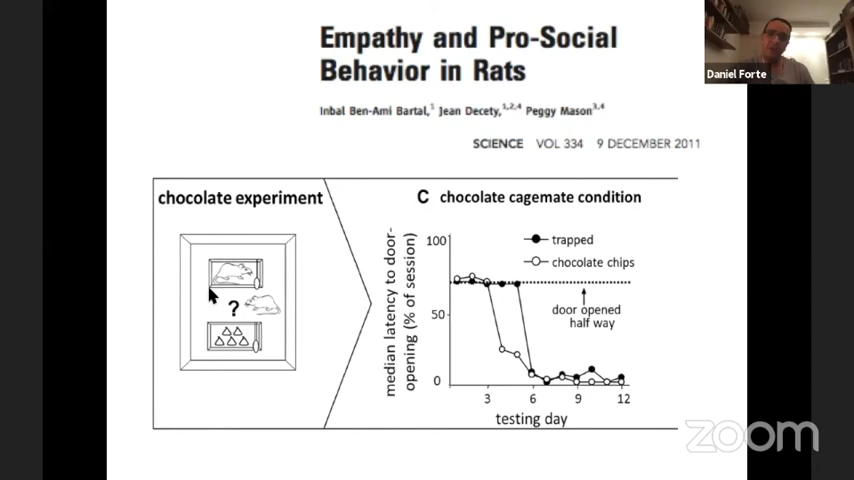 Empathy and Pro-Social
Behavior in Rats
Inbal Ben-Ami Bartal,¹ Jean Decety,¹,²,⁴ Peggy Mason³,⁴
SCIENCE VOL 334 9 DECEMBER 2011
Daniel Forte
chocolate experiment
?
C chocolate cagemate condition
median latency to door-
opening (% of session)
100
50
0
trapped
chocolate chips
door opened
half way
3 6 9 12
testing day
zoom